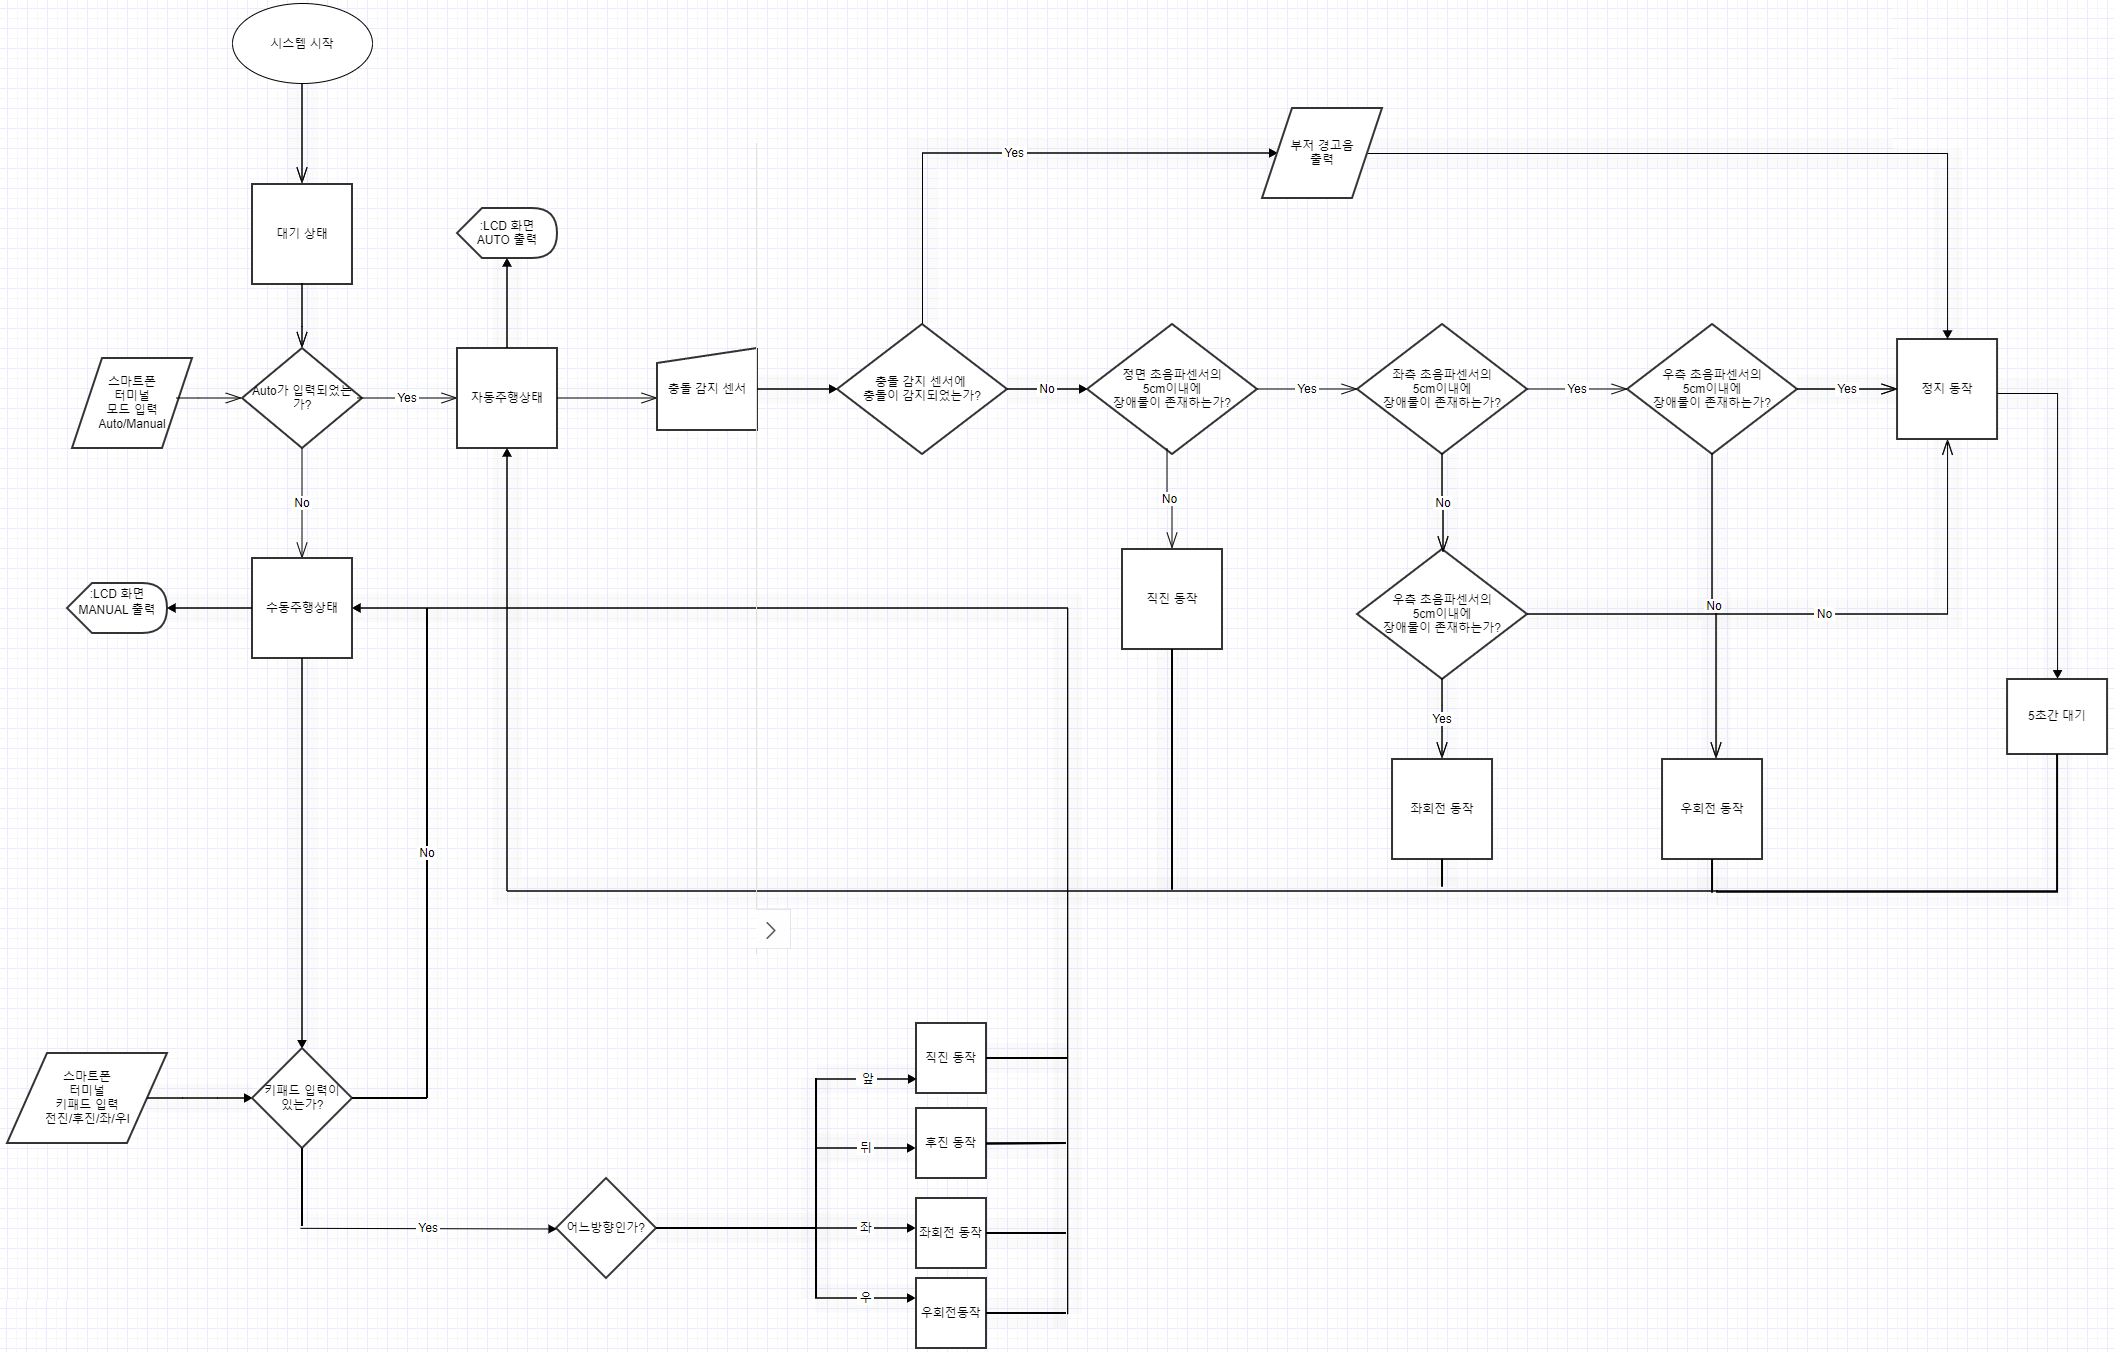 시스템 시작
부저 경고음
출력
Yes
대기 상태
:LCD 화면
AUTO 출력
스마트폰
터미널
모드 입력
Auto/Manual
Auto가 입력되었는
가?
Yes
자동주행상태
충돌 감지 센서
충돌 감지 센서에
충돌이 감지되었는가?
No
정면 초음파센서의
5cm이내에
장애물이 존재하는가?
Yes
좌측 초음파센서의
5cm이내에
장애물이 존재하는가?
Yes
우측 초음파센서의
5cm이내에
장애물이 존재하는가?
Yes
정지 동작
No
No
No
:LCD 화면
MANUAL 출력
수동주행상태
직진 동작
우측 초음파센서의
5cm이내에
장애물이 존재하는가?
No
No
Yes
5초간 대기
좌회전 동작
우회전 동작
No
스마트폰
터미널
키패드 입력
전진/후진/좌/우I
키패드 입력이
있는가?
Yes
어느방향인가?
앞
직진 동작
뒤
후진 동작
좌
좌회전 동작
우
우회전동작